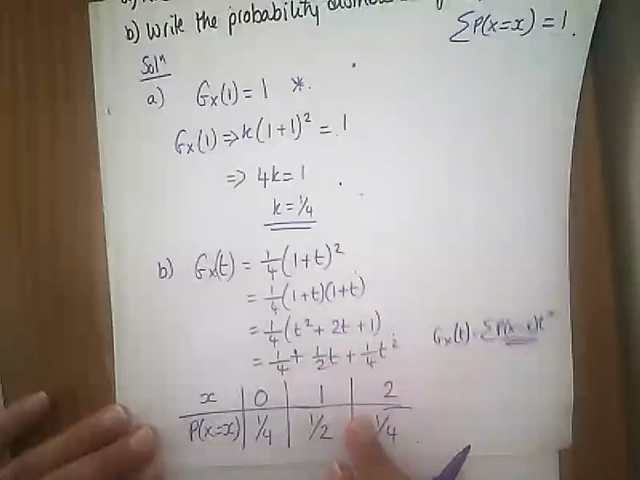 b) Write the probability
ΣP(X=x) = 1.
Solⁿ
a) Gx(1) = 1 *.
Gx(1) => k(1+1)² = 1
=> 4k = 1
k = 1/4
b) Gx(t) = 1/4(1+t)²
= 1/4(1+t)(1+t)
= 1/4(t² + 2t + 1)
= 1/4 + 1/2t + 1/4t²
Gx(t) = Σ
x | 0 | 1 | 2
P(X=x) | 1/4 | 1/2 | 1/4